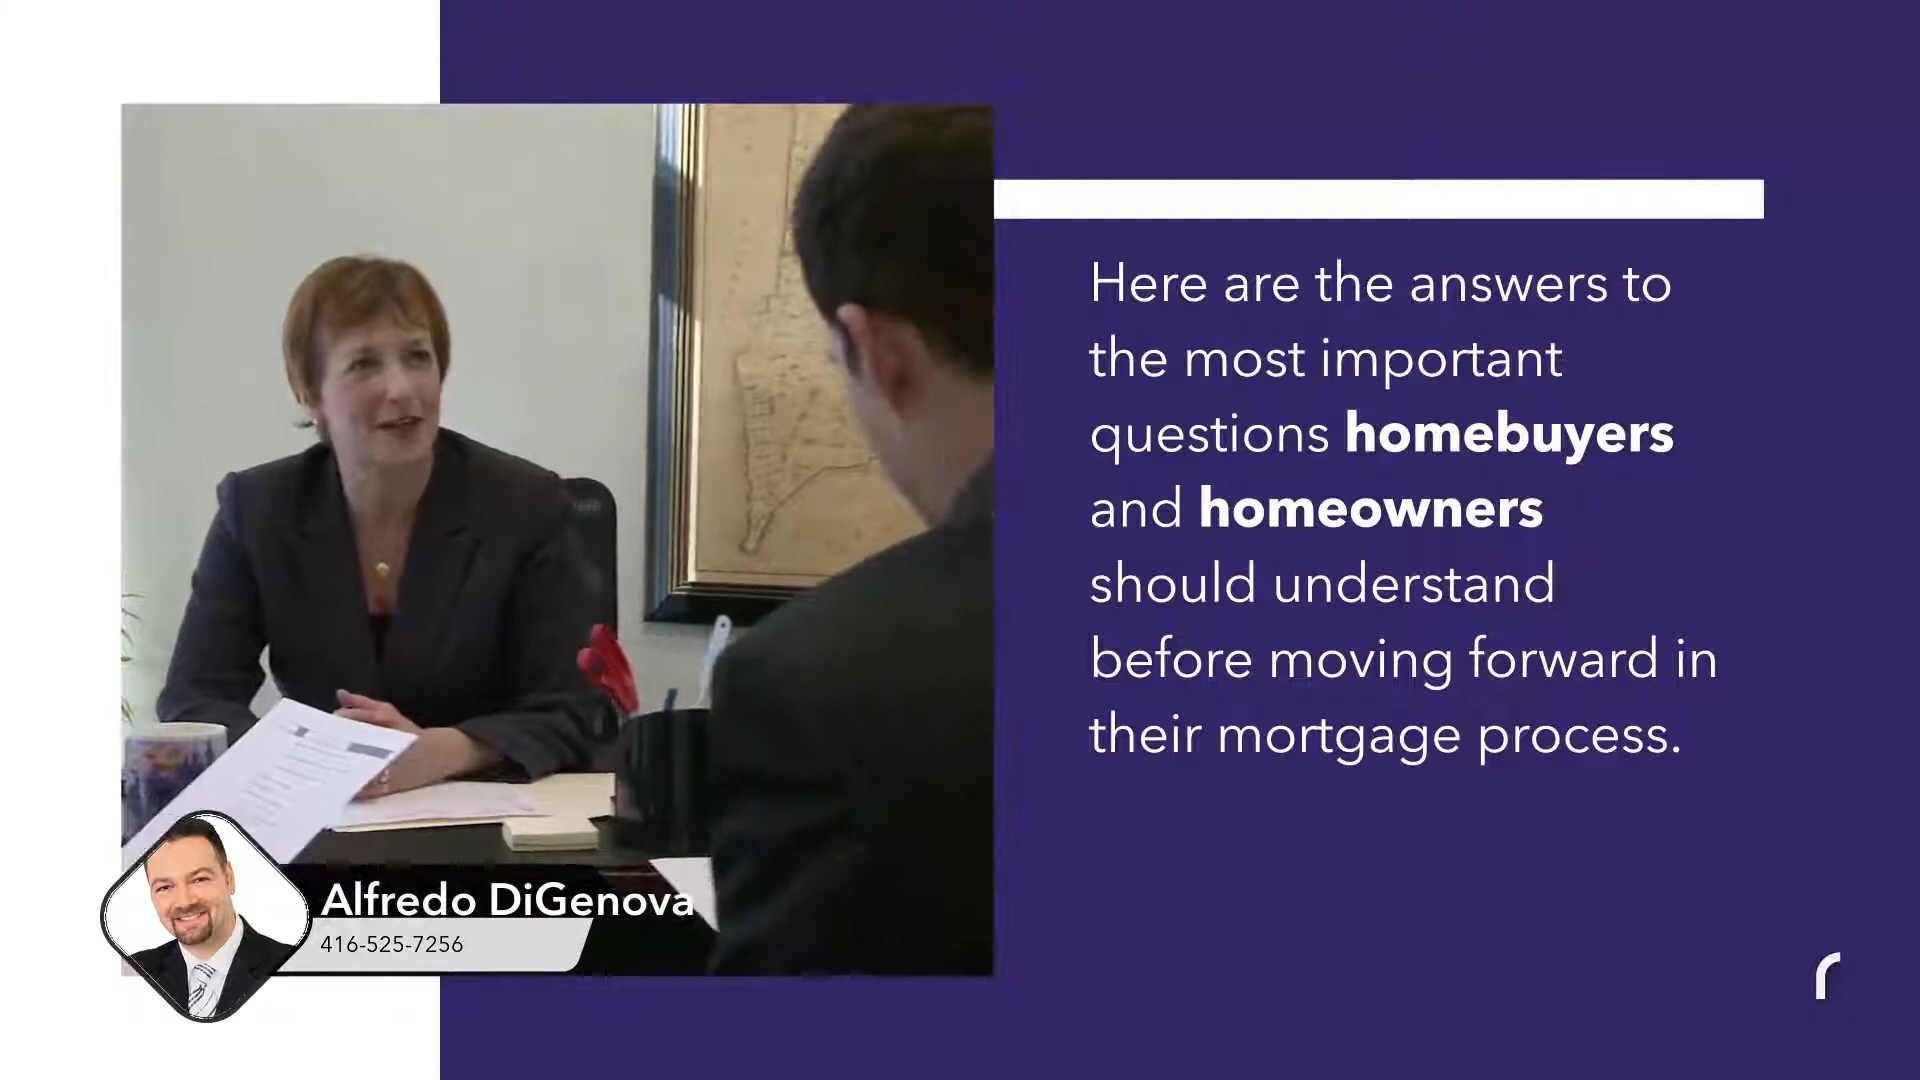 Here are the answers to
the most important
questions homebuyers
and homeowners
should understand
before moving forward in
their mortgage process.
Alfredo DiGenova
416-525-7256